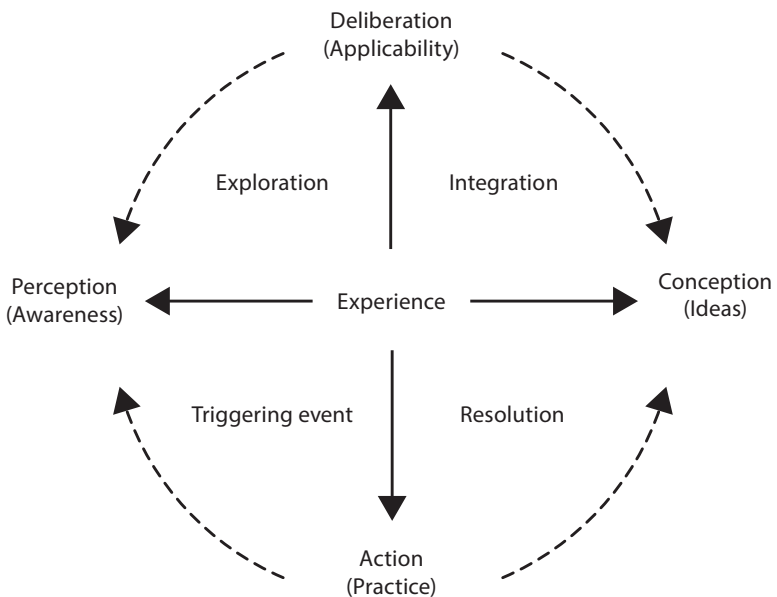 Deliberation
(Applicability)
Exploration
Integration
Perception
(Awareness)
Experience
Conception
(Ideas)
Triggering event
Resolution
Action
(Practice)